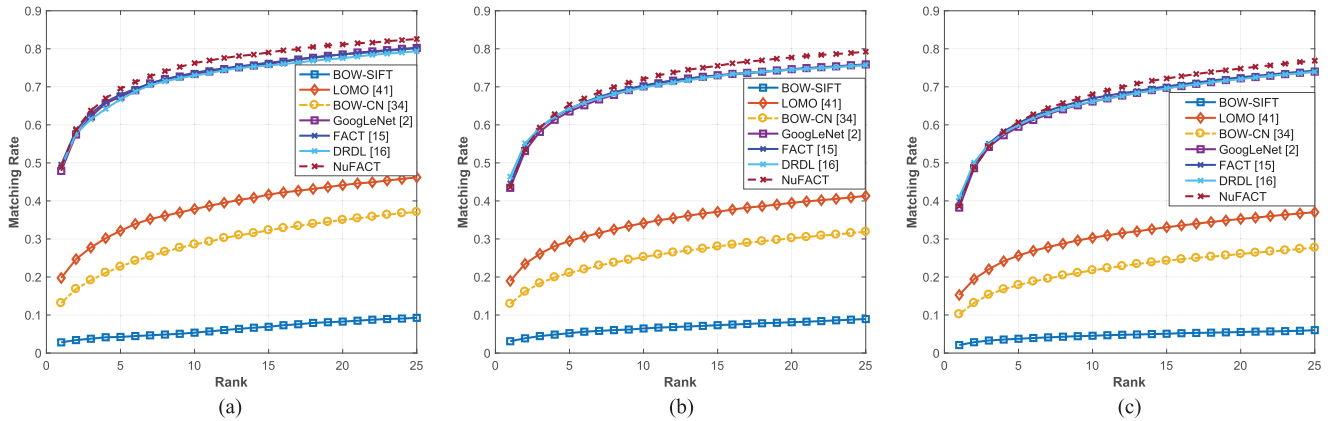 0.9
0.8
0.7
0.6
0.5
0.4
0.3
0.2
0.1
0
Matching Rate
BOW-SIFT
LOMO [41]
BOW-CN [34]
GoogLeNet [2]
FACT [15]
DRDL [16]
NuFACT
0 5 10 15 20 25
Rank
(a)
0.9
0.8
0.7
0.6
0.5
0.4
0.3
0.2
0.1
0
Matching Rate
BOW-SIFT
LOMO [41]
BOW-CN [34]
GoogLeNet [2]
FACT [15]
DRDL [16]
NuFACT
0 5 10 15 20 25
Rank
(b)
0.9
0.8
0.7
0.6
0.5
0.4
0.3
0.2
0.1
0
Matching Rate
BOW-SIFT
LOMO [41]
BOW-CN [34]
GoogLeNet [2]
FACT [15]
DRDL [16]
NuFACT
0 5 10 15 20 25
Rank
(c)